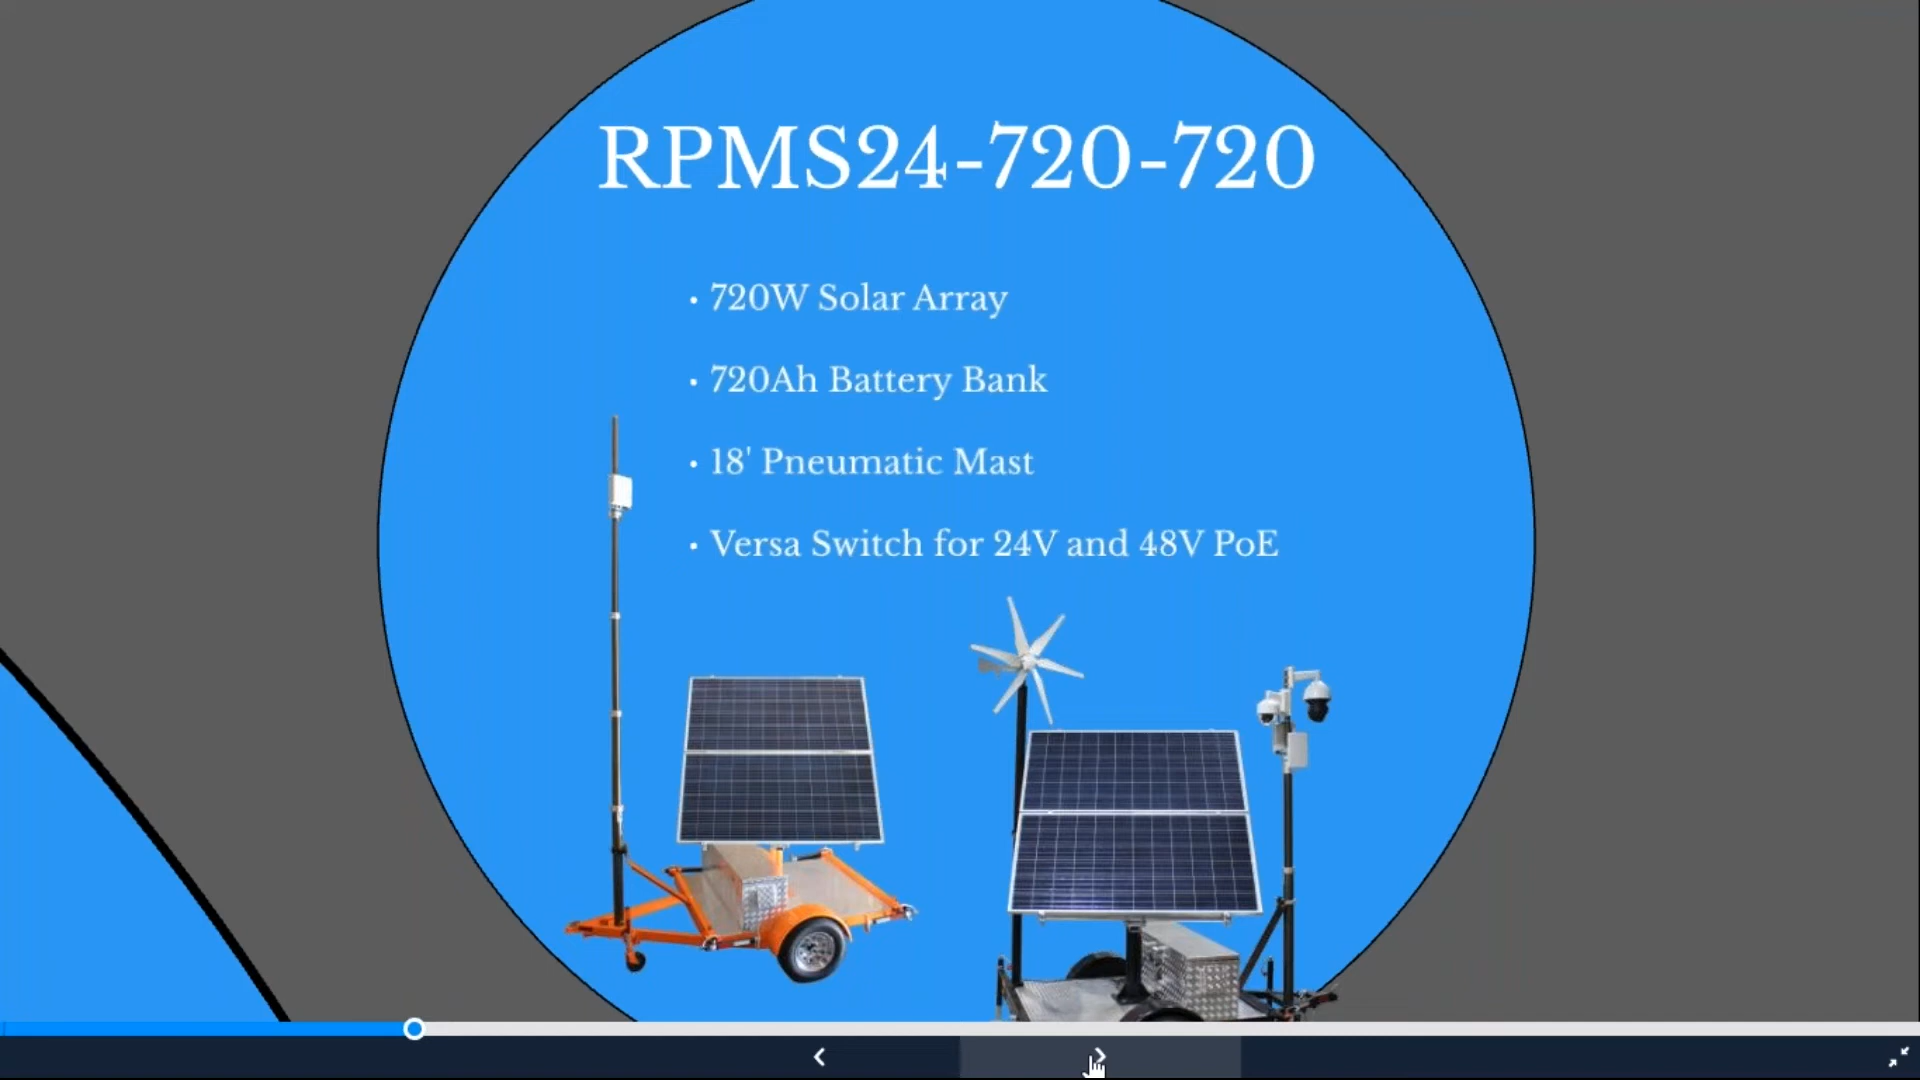 RPMS24-720-720
• 720W Solar Array
• 720Ah Battery Bank
• 18' Pneumatic Mast
• Versa Switch for 24V and 48V PoE